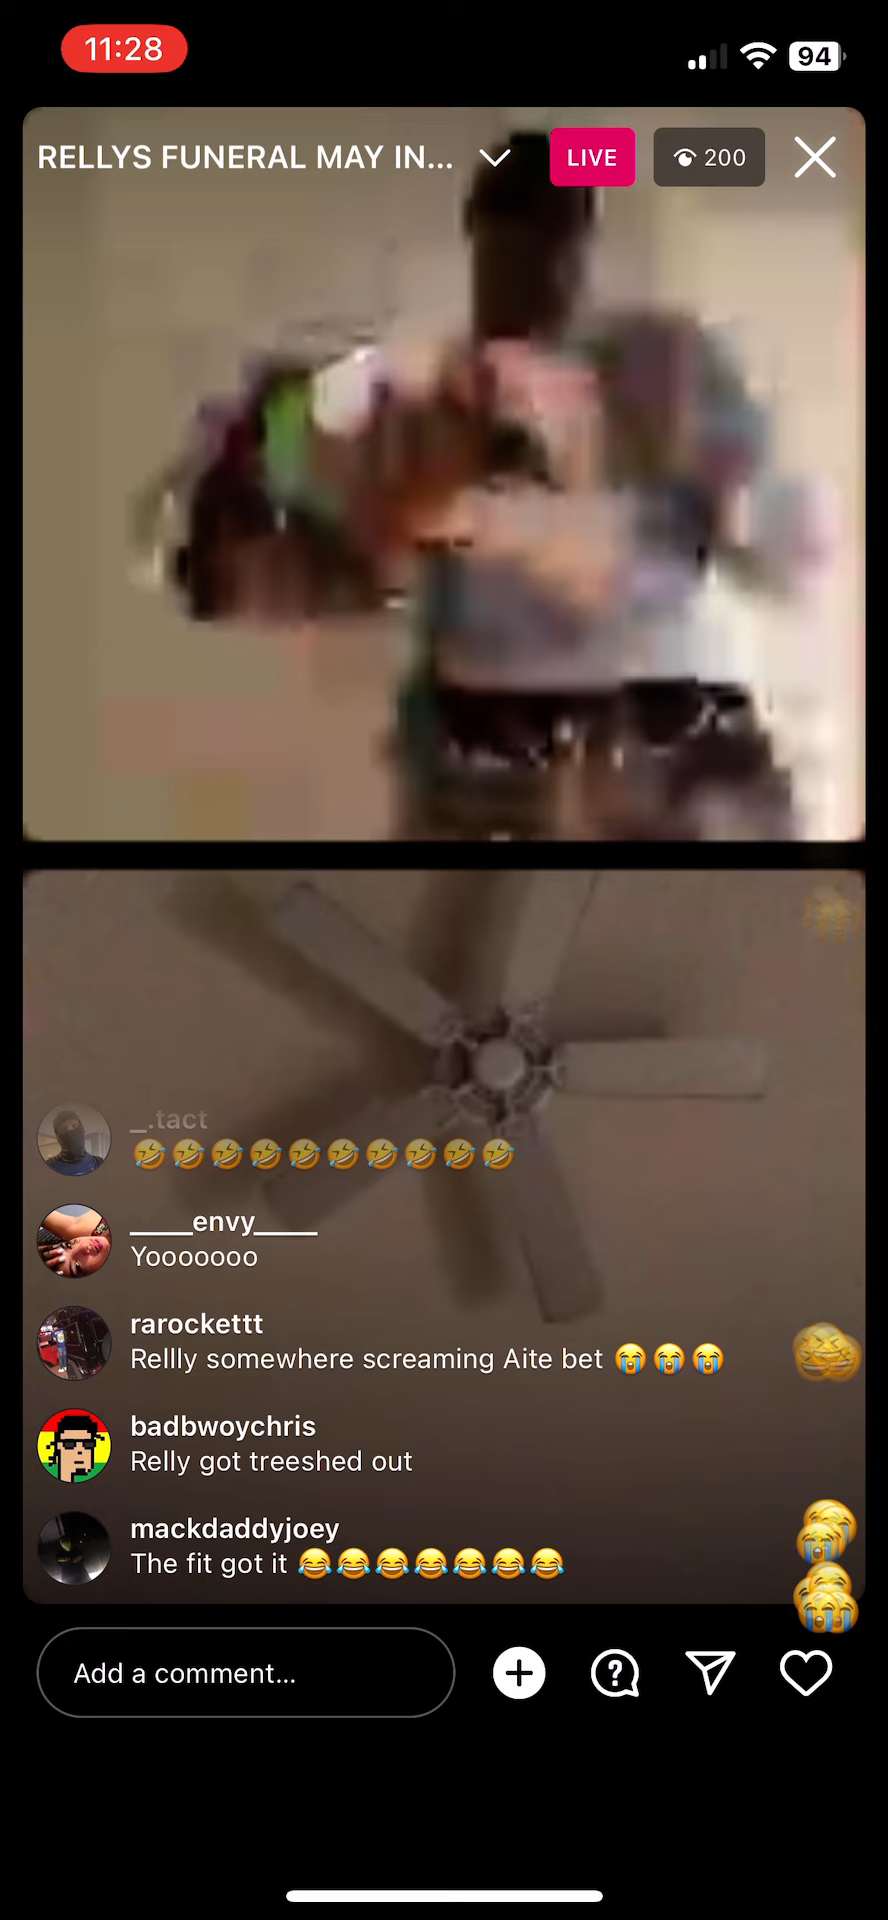 11:28
94
RELLYS FUNERAL MAY IN...
LIVE
200
_.tact
🤣🤣🤣🤣🤣🤣🤣🤣🤣🤣
____envy____
Yooooooo
rarockettt
Rellly somewhere screaming Aite bet 😭😭😭
badbwoychris
Relly got treeshed out
mackdaddyjoey
The fit got it 😂😂😂😂😂😂😂
Add a comment...